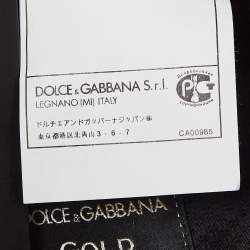 DOLCE & GABBANA S.r.l.
LEGNANO (MI) ITALY
ドルチェアンドガッバーナジャパン㈱
東京都港区北青山3-6-7
CA00985
DOLCE & GABBANA
GOLD